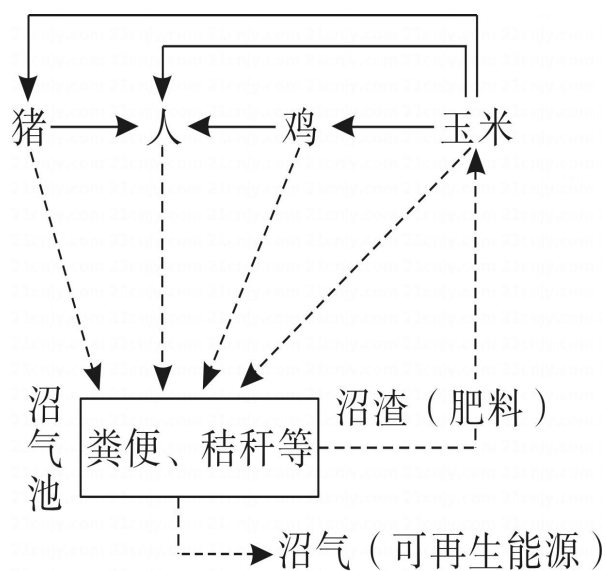 猪 人 鸡 玉米
沼气池
粪便、秸秆等
沼渣（肥料）
沼气（可再生能源）